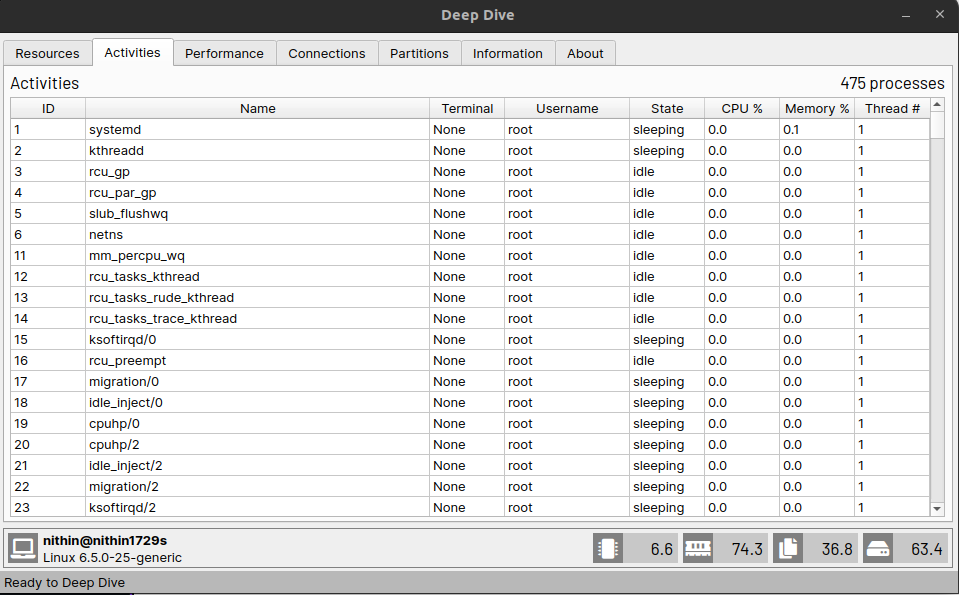 Deep Dive
Resources Activities Performance Connections Partitions Information About
Activities 475 processes
ID Name Terminal Username State CPU % Memory % Thread #
1 systemd None root sleeping 0.0 0.1 1
2 kthreadd None root sleeping 0.0 0.0 1
3 rcu_gp None root idle 0.0 0.0 1
4 rcu_par_gp None root idle 0.0 0.0 1
5 slub_flushwq None root idle 0.0 0.0 1
6 netns None root idle 0.0 0.0 1
11 mm_percpu_wq None root idle 0.0 0.0 1
12 rcu_tasks_kthread None root idle 0.0 0.0 1
13 rcu_tasks_rude_kthread None root idle 0.0 0.0 1
14 rcu_tasks_trace_kthread None root idle 0.0 0.0 1
15 ksoftirqd/0 None root sleeping 0.0 0.0 1
16 rcu_preempt None root idle 0.0 0.0 1
17 migration/0 None root sleeping 0.0 0.0 1
18 idle_inject/0 None root sleeping 0.0 0.0 1
19 cpuhp/0 None root sleeping 0.0 0.0 1
20 cpuhp/2 None root sleeping 0.0 0.0 1
21 idle_inject/2 None root sleeping 0.0 0.0 1
22 migration/2 None root sleeping 0.0 0.0 1
23 ksoftirqd/2 None root sleeping 0.0 0.0 1
nithin@nithin1729s
Linux 6.5.0-25-generic
6.6 74.3 36.8 63.4
Ready to Deep Dive